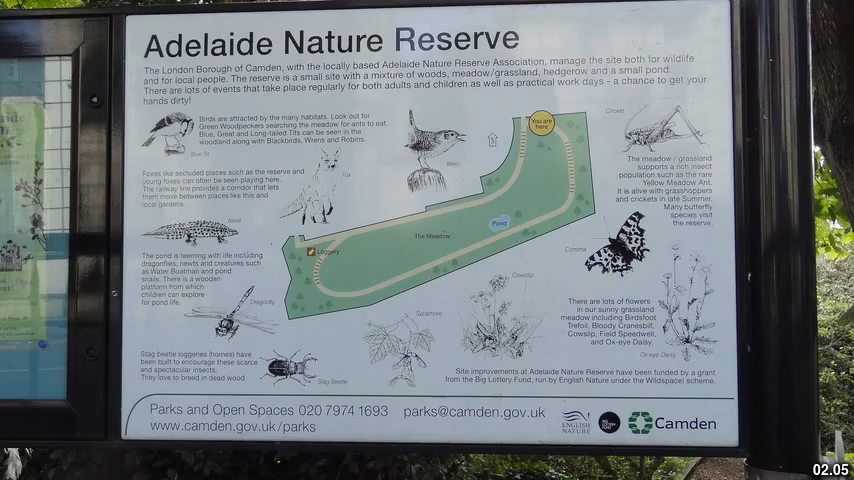 Adelaide Nature Reserve
The London Borough of Camden, with the locally based Adelaide Nature Reserve Association, manage the site both for wildlife
and for local people. The reserve is a small site with a mixture of woods, meadow/grassland, hedgerow and a small pond.
There are lots of events that take place regularly for both adults and children as well as practical work days - a chance to get your
hands dirty!
Birds are attracted by the many habitats. Look out for
Green Woodpeckers searching the meadow for ants to eat.
Blue, Great and Long-tailed Tits can be seen in the
woodland along with Blackbirds, Wrens and Robins.
Blue Tit
Wren
You are
here
Cricket
Foxes like secluded places such as the reserve and
young foxes can often be seen playing here.
The railway line provides a corridor that lets
them move between places like this and
local gardens.
Fox
The meadow / grassland
supports a rich insect
population such as the rare
Yellow Meadow Ant.
It is alive with grasshoppers
and crickets in late Summer.
Many butterfly
species visit
the reserve.
Newt
Pond
The Meadow
Loggery
Comma
The pond is teeming with life including
dragonflies, newts and creatures such
as Water Boatman and pond
snails. There is a wooden
platform from which
children can explore
for pond life.
Dragonfly
Cowslip
Sycamore
There are lots of flowers
in our sunny grassland
meadow including Birdsfoot
Trefoil, Bloody Cranesbill,
Cowslip, Field Speedwell,
and Ox-eye Daisy.
Ox-eye Daisy
Stag beetle loggeries (homes) have
been built to encourage these scarce
and spectacular insects.
They love to breed in dead wood.
Stag Beetle
Site improvements at Adelaide Nature Reserve have been funded by a grant
from the Big Lottery Fund, run by English Nature under the Wildspace! scheme.
Parks and Open Spaces 020 7974 1693 parks@camden.gov.uk
www.camden.gov.uk/parks
ENGLISH
NATURE
BIG
LOTTERY
FUND
Camden
02.05